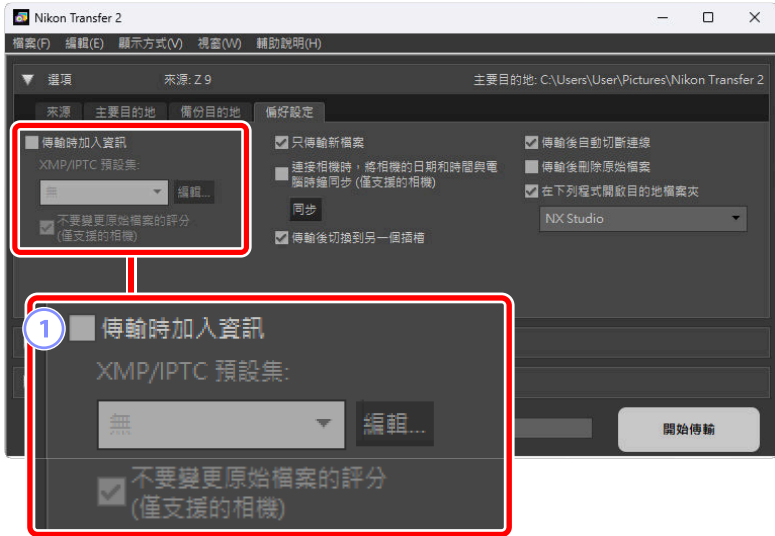 Nikon Transfer 2
檔案(F) 編輯(E) 顯示方式(V) 視窗(W) 輔助說明(H)
選項 來源: Z 9 主要目的地: C:\Users\User\Pictures\Nikon Transfer 2
來源 主要目的地 備份目的地 偏好設定
傳輸時加入資訊
XMP/IPTC 預設集:
無 編輯...
不要變更原始檔案的評分
(僅支援的相機)
只傳輸新檔案
連接相機時，將相機的日期和時間與電
腦時鐘同步 (僅支援的相機)
同步
傳輸後切換到另一個插槽
傳輸後自動切斷連線
傳輸後刪除原始檔案
在下列程式開啟目的地檔案夾
NX Studio
1 傳輸時加入資訊
XMP/IPTC 預設集:
無 編輯...
不要變更原始檔案的評分
(僅支援的相機)
開始傳輸